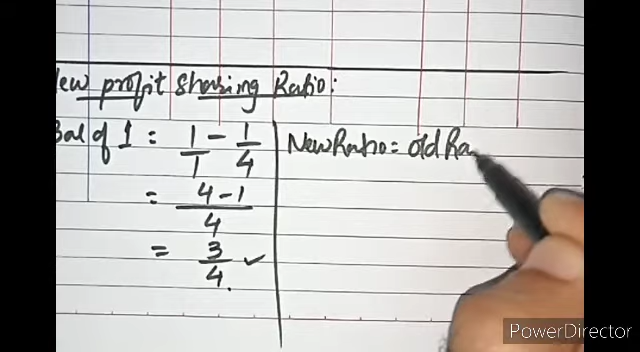 ew profit Sharing Ratio:
Bal of 1 = 1/1 - 1/4
= 4-1/4
= 3/4 ✓
New Ratio = old Ra
PowerDirector